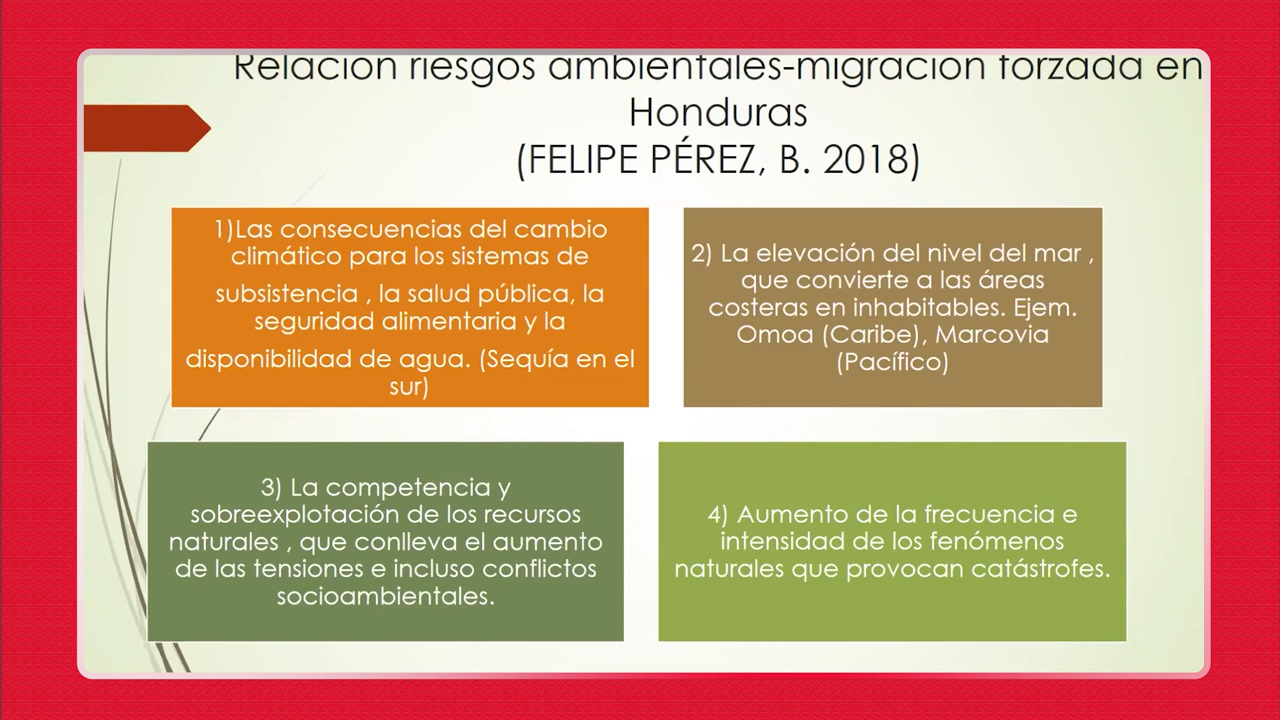 Relación riesgos ambientales-migración forzada en
Honduras
(FELIPE PÉREZ, B. 2018)
1)Las consecuencias del cambio
climático para los sistemas de
subsistencia , la salud pública, la
seguridad alimentaria y la
disponibilidad de agua. (Sequía en el
sur)
2) La elevación del nivel del mar ,
que convierte a las áreas
costeras en inhabitables. Ejem.
Omoa (Caribe), Marcovia
(Pacífico)
3) La competencia y
sobreexplotación de los recursos
naturales , que conlleva el aumento
de las tensiones e incluso conflictos
socioambientales.
4) Aumento de la frecuencia e
intensidad de los fenómenos
naturales que provocan catástrofes.